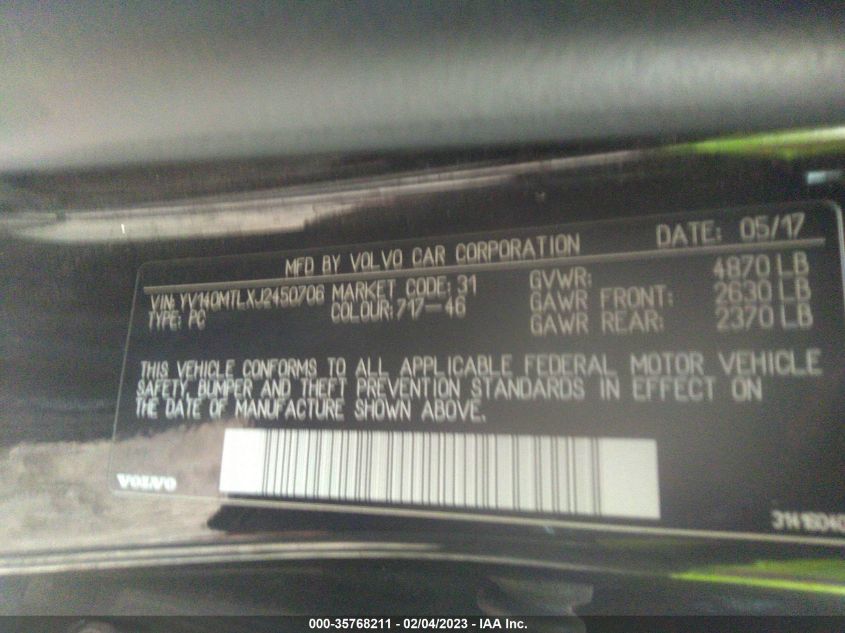 MFD BY VOLVO CAR CORPORATION DATE: 05/17
VIN: YV140MTLXJ2450706 MARKET CODE: 31 GVWR: 4870 LB
TYPE: PC COLOUR: 717-46 GAWR FRONT: 2630 LB
GAWR REAR: 2370 LB
THIS VEHICLE CONFORMS TO ALL APPLICABLE FEDERAL MOTOR VEHICLE
SAFETY, BUMPER AND THEFT PREVENTION STANDARDS IN EFFECT ON
THE DATE OF MANUFACTURE SHOWN ABOVE.
VOLVO
000-35768211 - 02/04/2023 - IAA Inc.